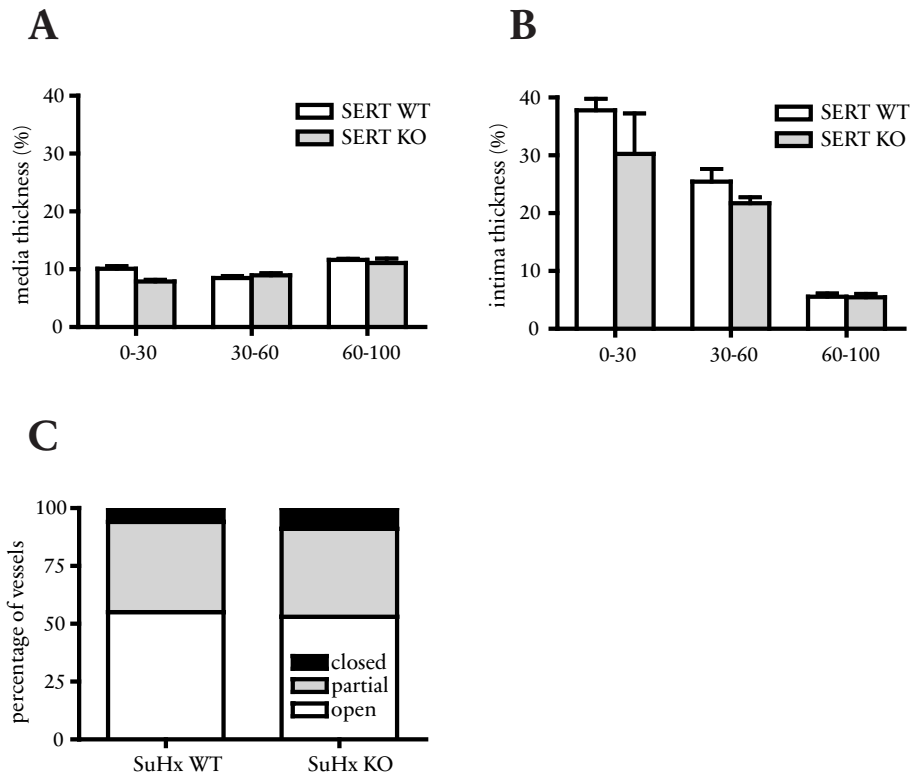 A
media thickness (%)
40
30
20
10
0
SERT WT
SERT KO
0-30
30-60
60-100
B
intima thickness (%)
40
30
20
10
0
SERT WT
SERT KO
0-30
30-60
60-100
C
percentage of vessels
100
75
50
25
0
closed
partial
open
SuHx WT
SuHx KO